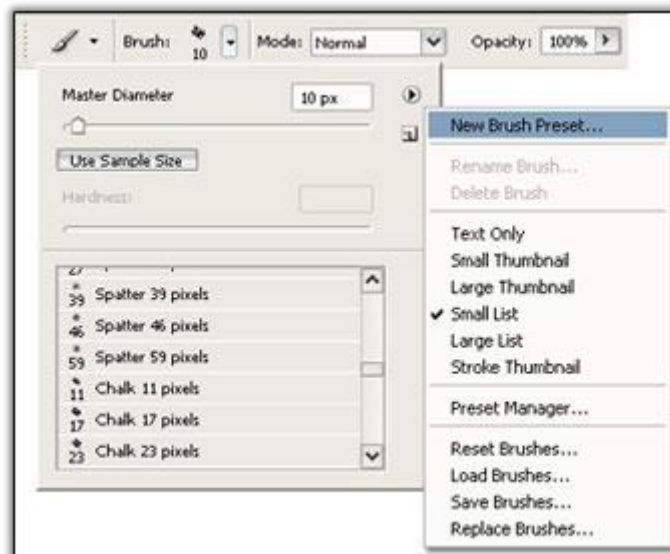 Brush: 10 Mode: Normal Opacity: 100%
Master Diameter 10 px
Use Sample Size
Hardness:
27
39 Spatter 39 pixels
46 Spatter 46 pixels
59 Spatter 59 pixels
11 Chalk 11 pixels
17 Chalk 17 pixels
23 Chalk 23 pixels
New Brush Preset...
Rename Brush...
Delete Brush
Text Only
Small Thumbnail
Large Thumbnail
Small List
Large List
Stroke Thumbnail
Preset Manager...
Reset Brushes...
Load Brushes...
Save Brushes...
Replace Brushes...